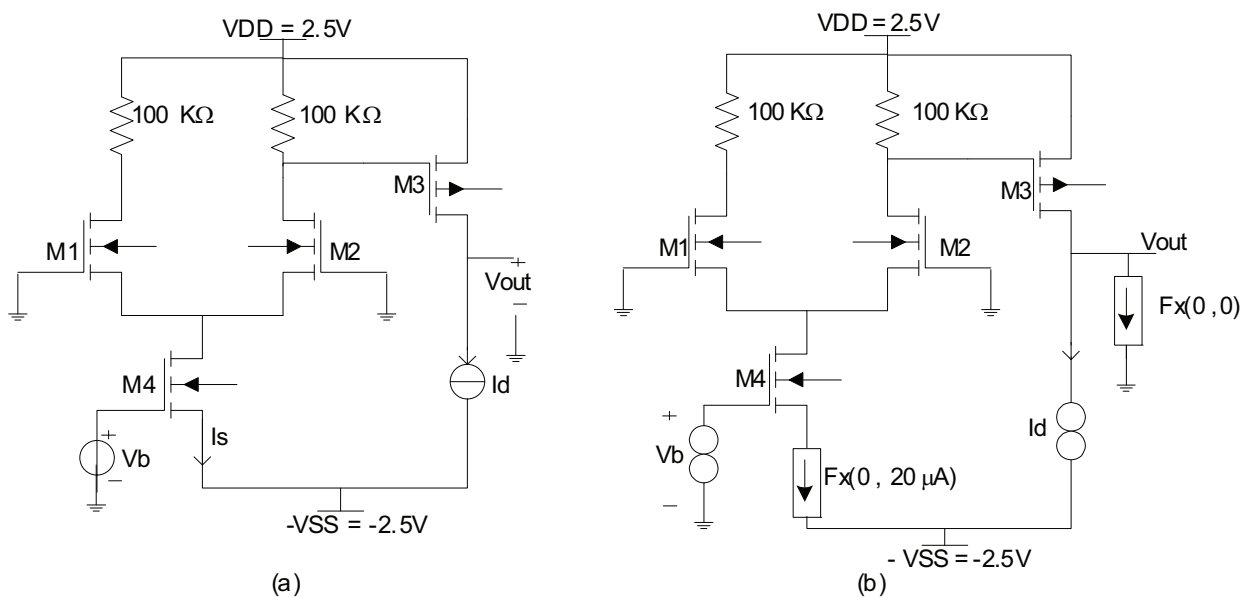 VDD = 2.5V
100 KΩ
100 KΩ
M3
M1
M2
+
Vout
–
M4
Id
Is
+
Vb
–
-VSS = -2.5V
(a)
VDD = 2.5V
100 KΩ
100 KΩ
M3
M1
M2
Vout
Fx(0 , 0)
M4
+
Vb
–
Id
Fx(0 , 20 μA)
- VSS = -2.5V
(b)